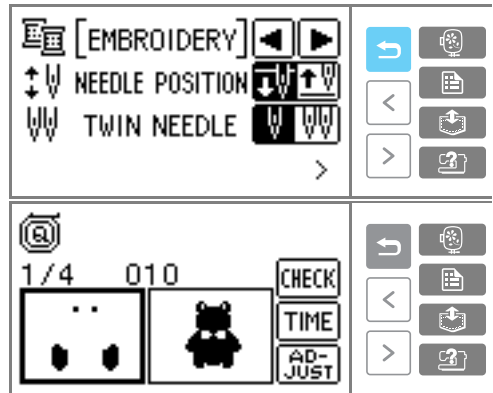 [EMBROIDERY]
NEEDLE POSITION
TWIN NEEDLE
1/4 010
CHECK
TIME
AD-
JUST